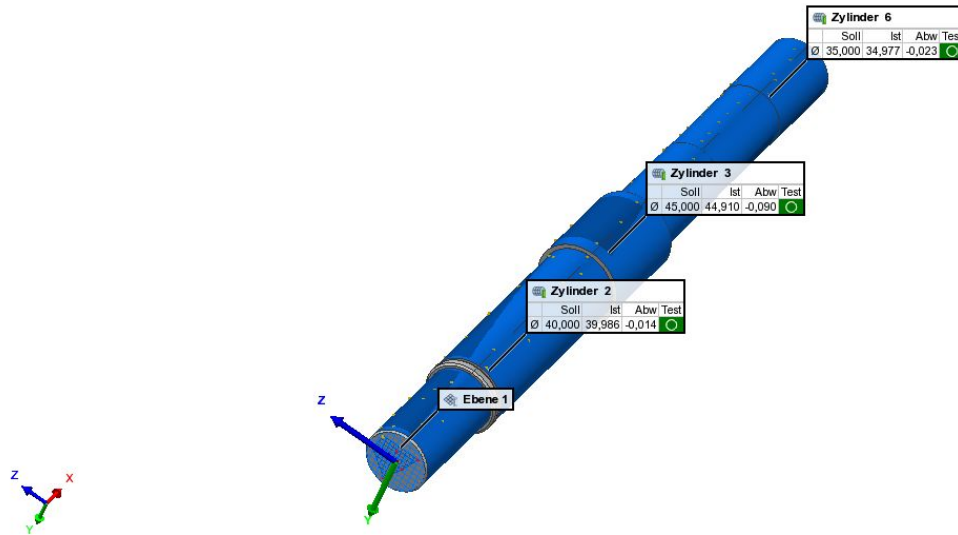 Zylinder 6
Soll Ist Abw Test
Ø 35,000 34,977 -0,023
Zylinder 3
Soll Ist Abw Test
Ø 45,000 44,910 -0,090
Zylinder 2
Soll Ist Abw Test
Ø 40,000 39,986 -0,014
Ebene 1
Z
Y
Z X
Y